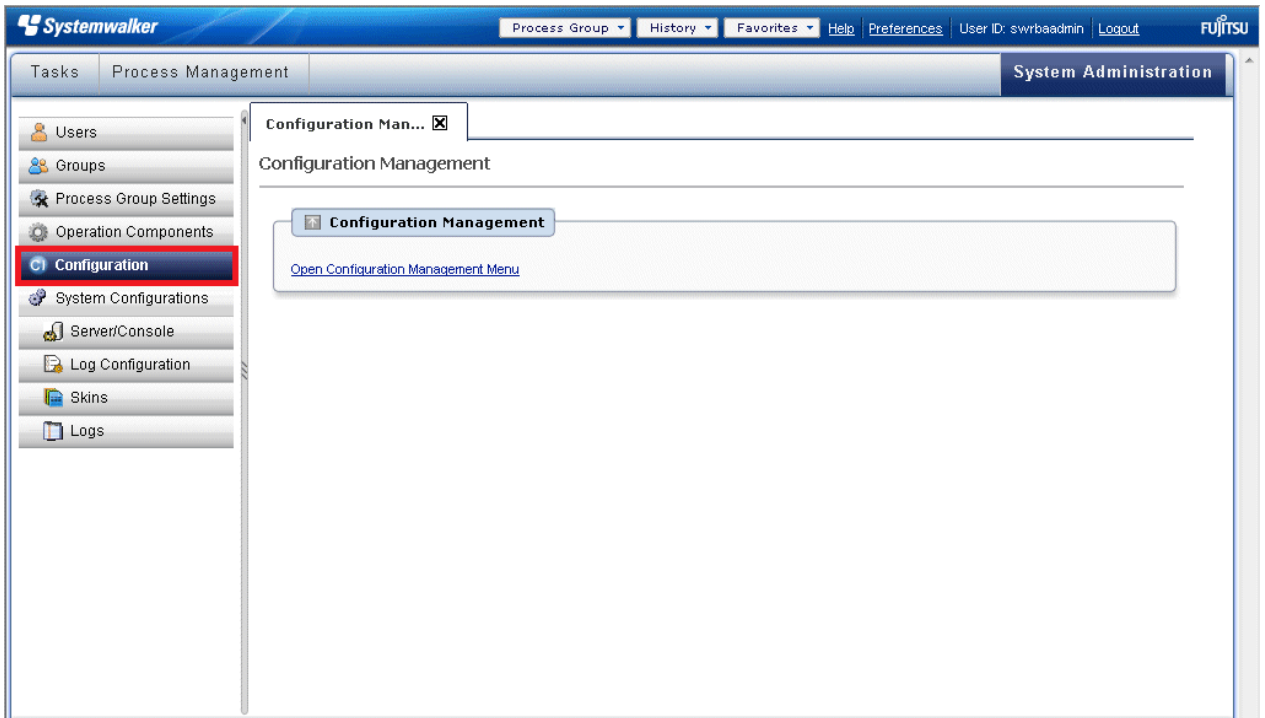 Systemwalker Process Group History Favorites Help Preferences User ID: swrbaadmin Logout FUJITSU
Tasks Process Management System Administration
Users
Groups
Process Group Settings
Operation Components
CI Configuration
System Configurations
Server/Console
Log Configuration
Skins
Logs
Configuration Man...
Configuration Management
Configuration Management
Open Configuration Management Menu